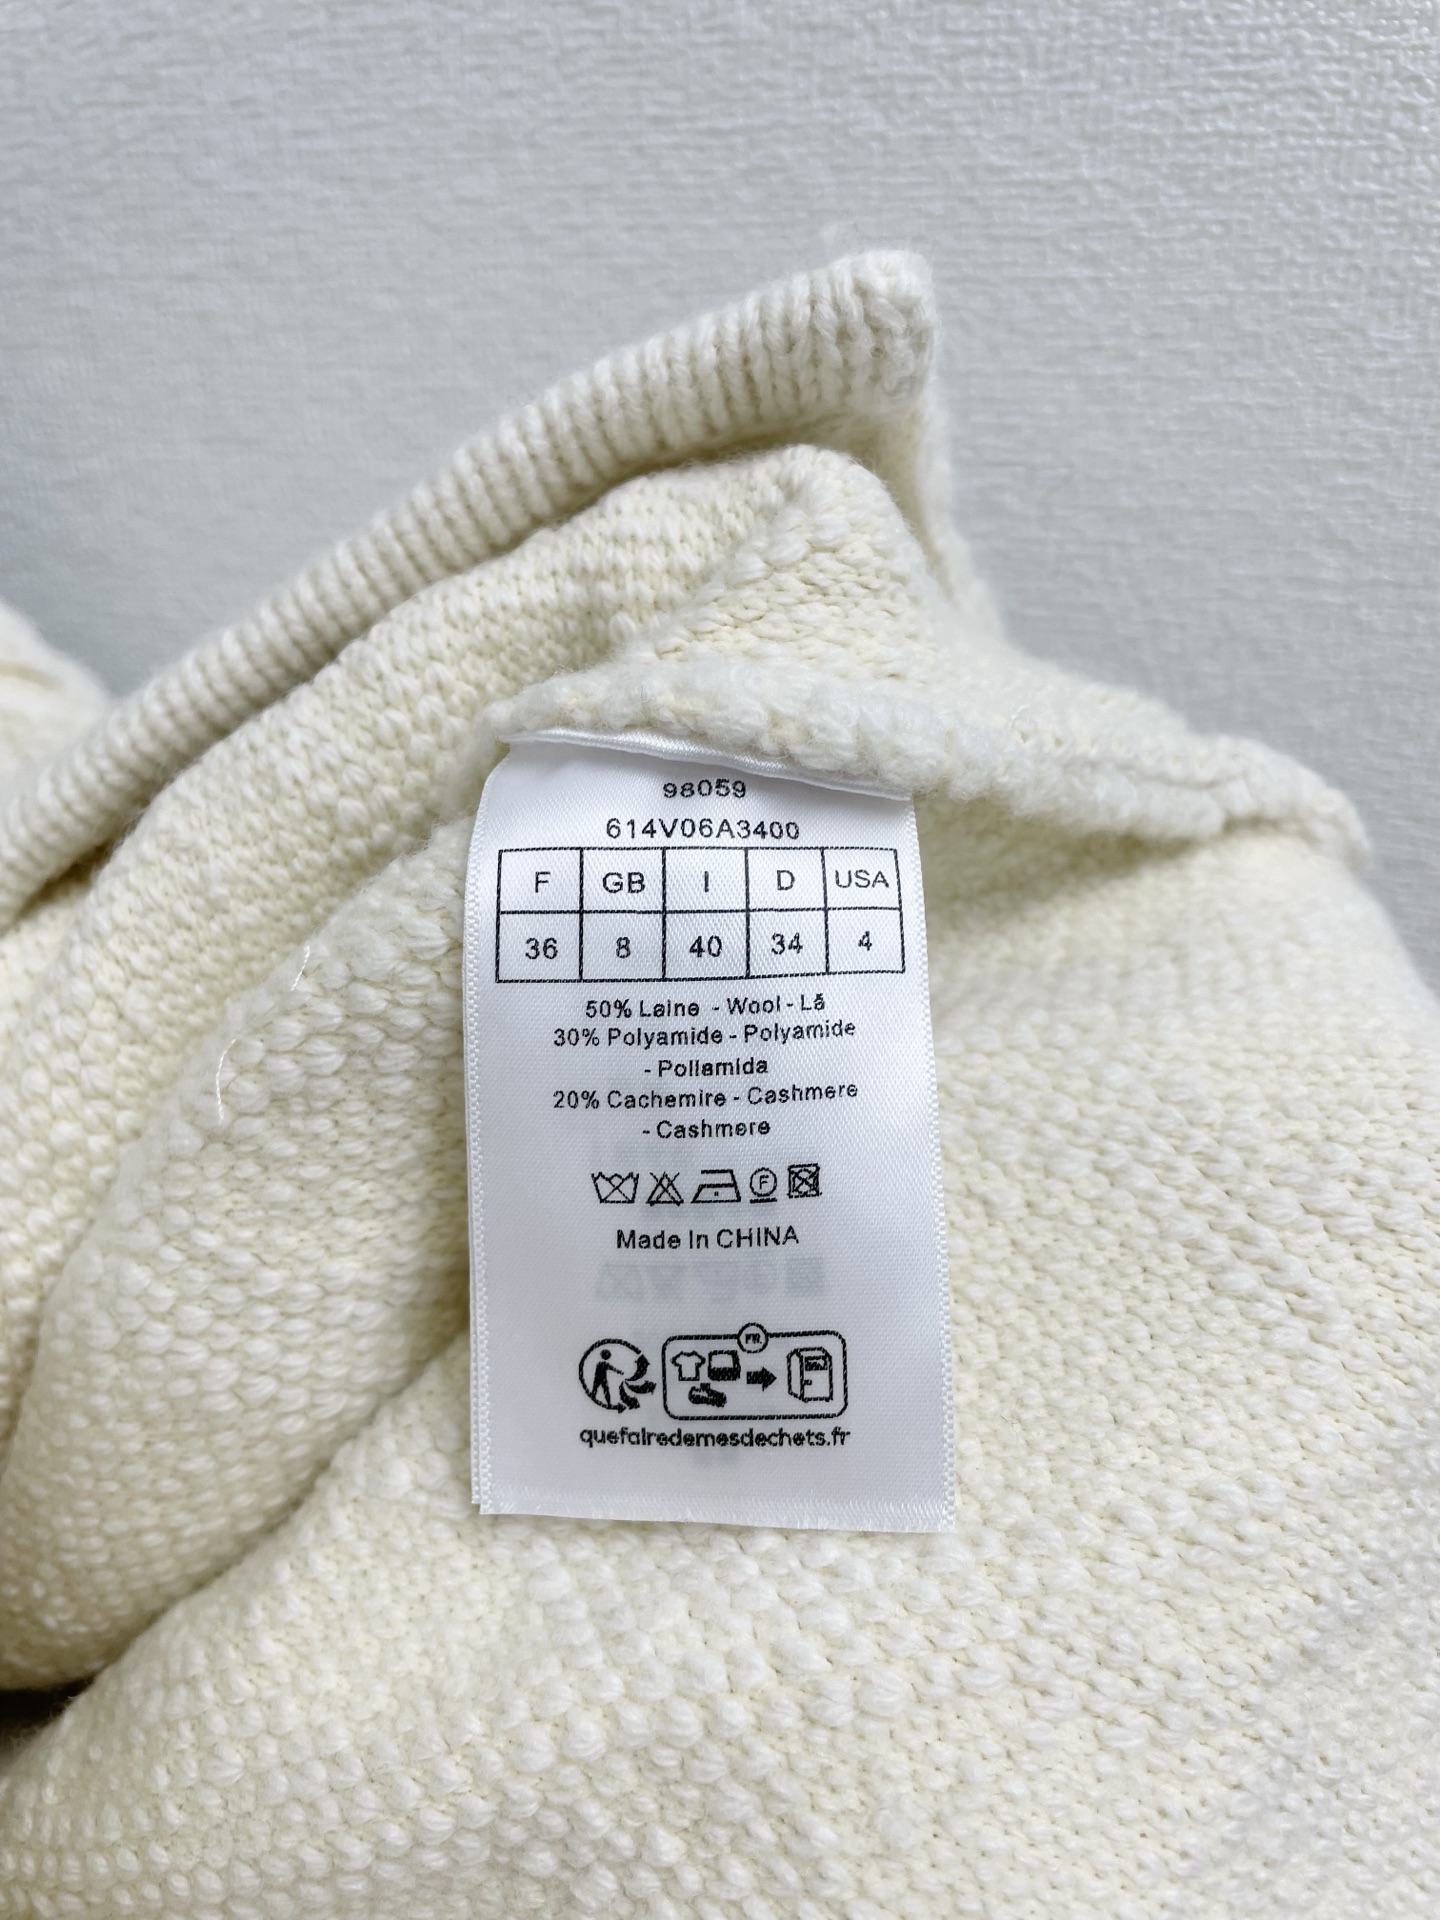 98059
614V06A3400
F GB I D USA
36 8 40 34 4
50% Laine - Wool - Lã
30% Polyamide - Polyamide
- Poliamida
20% Cachemire - Cashmere
- Cashmere
F
Made In CHINA
FR
quefairedemesdechets.fr